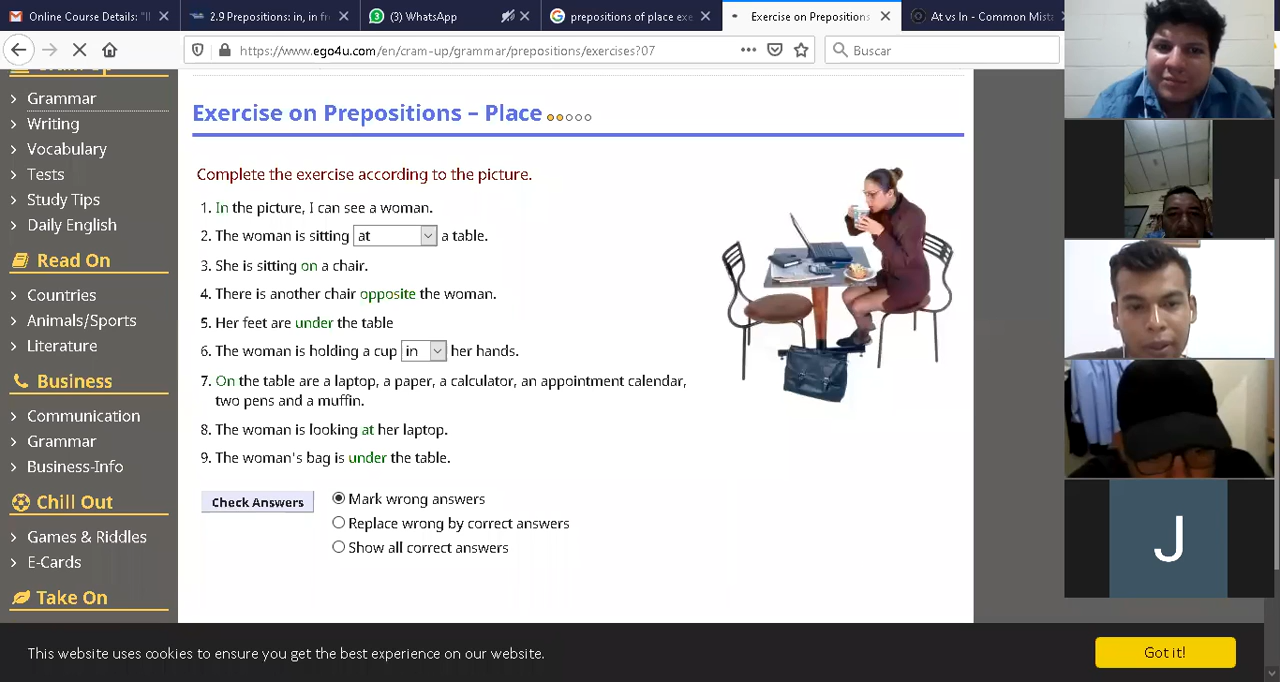 Online Course Details: "I
2.9 Prepositions: in, in fr
(3) WhatsApp
prepositions of place exe
Exercise on Prepositions
At vs In - Common Mista
https://www.ego4u.com/en/cram-up/grammar/prepositions/exercises?07
Buscar
Grammar
Writing
Vocabulary
Tests
Study Tips
Daily English
Read On
Countries
Animals/Sports
Literature
Business
Communication
Grammar
Business-Info
Chill Out
Games & Riddles
E-Cards
Take On
Exercise on Prepositions – Place
Complete the exercise according to the picture.
1. In the picture, I can see a woman.
2. The woman is sitting at a table.
3. She is sitting on a chair.
4. There is another chair opposite the woman.
5. Her feet are under the table
6. The woman is holding a cup in her hands.
7. On the table are a laptop, a paper, a calculator, an appointment calendar,
two pens and a muffin.
8. The woman is looking at her laptop.
9. The woman's bag is under the table.
Check Answers
Mark wrong answers
Replace wrong by correct answers
Show all correct answers
J
This website uses cookies to ensure you get the best experience on our website.
Got it!